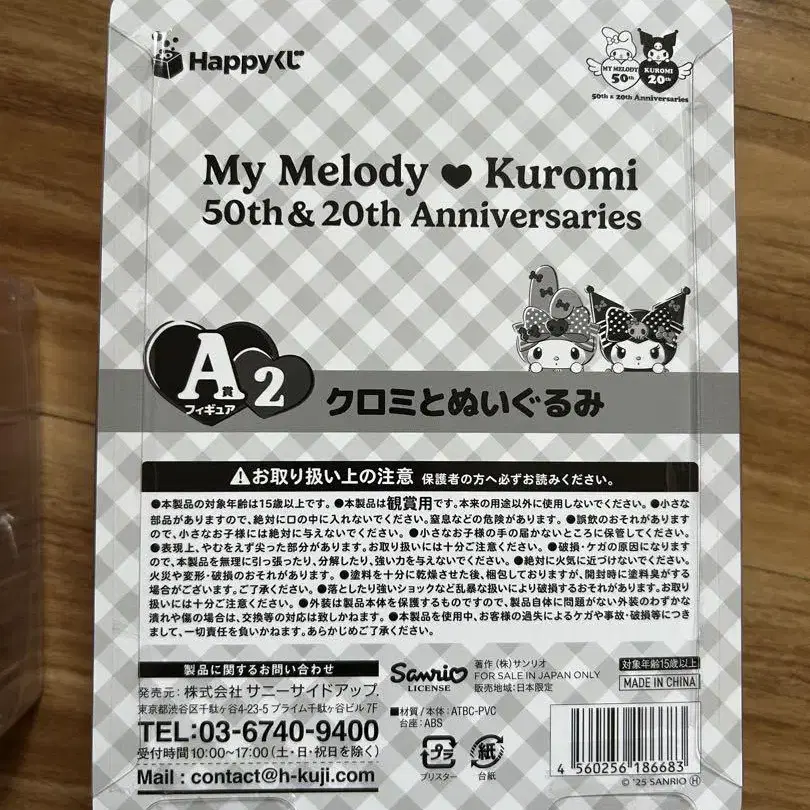 Happyくじ
MY MELODY 50th
KUROMI 20th
50th & 20th Anniversaries
My Melody ♥ Kuromi
50th & 20th Anniversaries
A賞
フィギュア
2
クロミとぬいぐるみ
⚠お取り扱い上の注意 保護者の方へ必ずお読みください。
●本製品の対象年齢は15歳以上です。●本製品は観賞用です。本来の用途以外に使用しないでください。●小さな
部品がありますので、絶対に口の中に入れないでください。窒息などの危険があります。●誤飲のおそれがあります
ので、小さなお子様には絶対に与えないでください。●小さなお子様の手の届かないところに保管してください。
●表現上、やむをえず尖った部分があります。お取り扱いには十分ご注意ください。●破損・ケガの原因になります
ので、本製品を無理に引っ張ったり、分解したり、強い力を与えないでください。●絶対に火気に近づけないでください。
火災や変形・破損のおそれがあります。●塗料を十分に乾燥させた後、梱包しておりますが、開封時に塗料臭がする
場合がございます。ご了承ください。●落としたり強いショックなど乱暴な扱いにより破損するおそれがあります。お取り
扱いには十分ご注意ください。●外装は製品本体を保護するものですので、製品自体に問題がない外装のわずかな
潰れや傷の場合は、交換等の対応は致しかねます。●本製品を使用中、お客様の過失によるケガや事故・破損等につき
まして、一切責任を負いかねます。あらかじめご了承ください。
製品に関するお問い合わせ
発売元：株式会社 サニーサイドアップ.
東京都渋谷区千駄ヶ谷4-23-5 プライム千駄ヶ谷ビル 7F
TEL:03-6740-9400
受付時間 10:00~17:00（土・日・祝日を除く）
Mail : contact@h-kuji.com
Sanrio
LICENSE
著作（株）サンリオ
FOR SALE IN JAPAN ONLY
販売地域：日本限定
対象年齢15歳以上
MADE IN CHINA
■材質 / 本体：ATBC-PVC
台座：ABS
プラ
ブリスター
紙
台紙
4 560256 186683
© '25 SANRIO Ⓗ